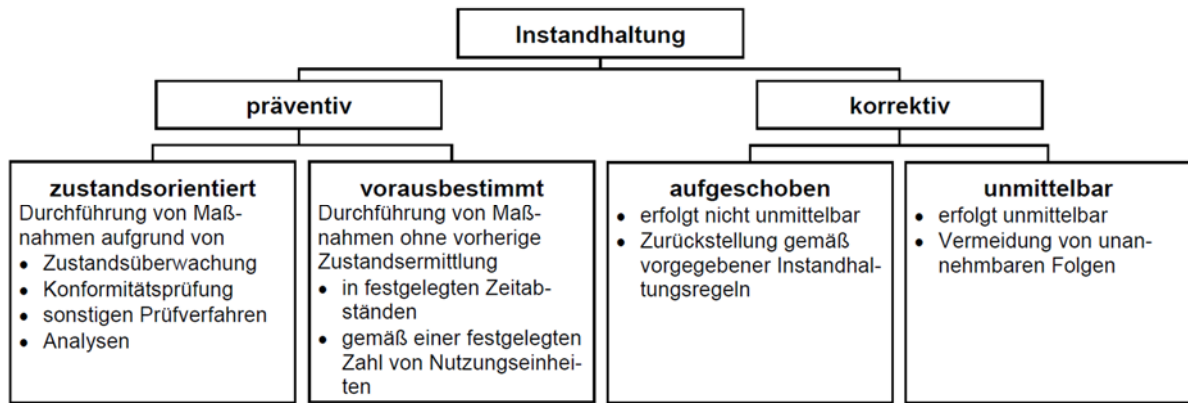 Instandhaltung
präventiv
korrektiv
zustandsorientiert
Durchführung von Maß-
nahmen aufgrund von
• Zustandsüberwachung
• Konformitätsprüfung
• sonstigen Prüfverfahren
• Analysen
vorausbestimmt
Durchführung von Maß-
nahmen ohne vorherige
Zustandsermittlung
• in festgelegten Zeitab-
ständen
• gemäß einer festgelegten
Zahl von Nutzungseinhei-
ten
aufgeschoben
• erfolgt nicht unmittelbar
• Zurückstellung gemäß
vorgegebener Instandhal-
tungsregeln
unmittelbar
• erfolgt unmittelbar
• Vermeidung von unan-
nehmbaren Folgen